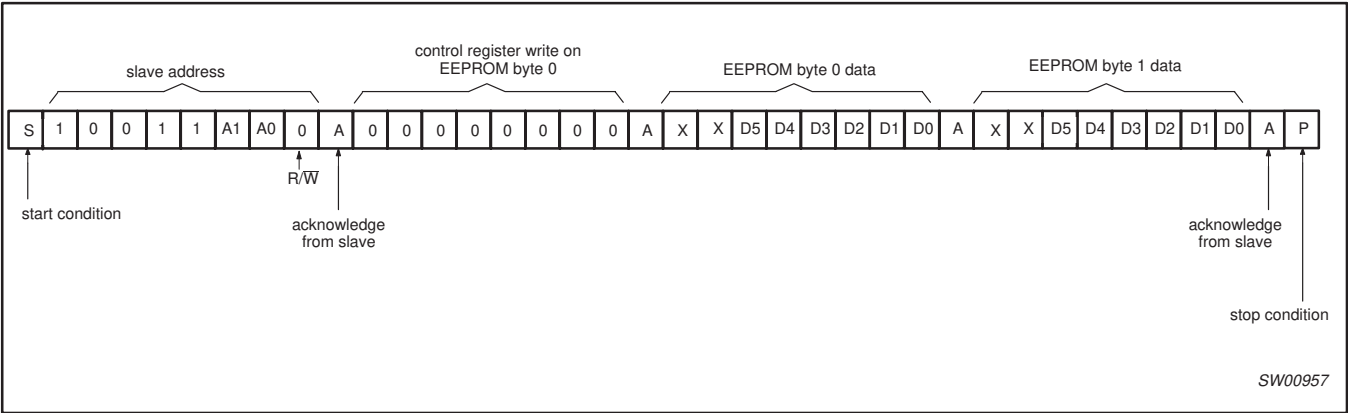 control register write on
EEPROM byte 0
slave address
EEPROM byte 0 data
EEPROM byte 1 data
S 1 0 0 1 1 A1 A0 0 A 0 0 0 0 0 0 0 0 A X X D5 D4 D3 D2 D1 D0 A X X D5 D4 D3 D2 D1 D0 A P
R/W̅
start condition
acknowledge
from slave
acknowledge
from slave
stop condition
SW00957